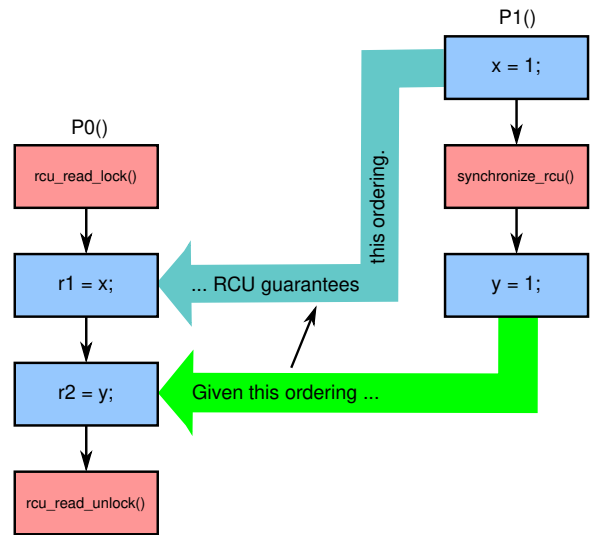 P1()
x = 1;
P0()
rcu_read_lock()
synchronize_rcu()
this ordering.
r1 = x;
... RCU guarantees
y = 1;
r2 = y;
Given this ordering ...
rcu_read_unlock()